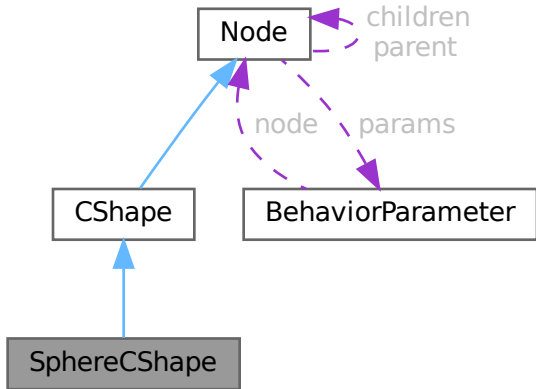 Node
children
parent
node
params
CShape
BehaviorParameter
SphereCShape